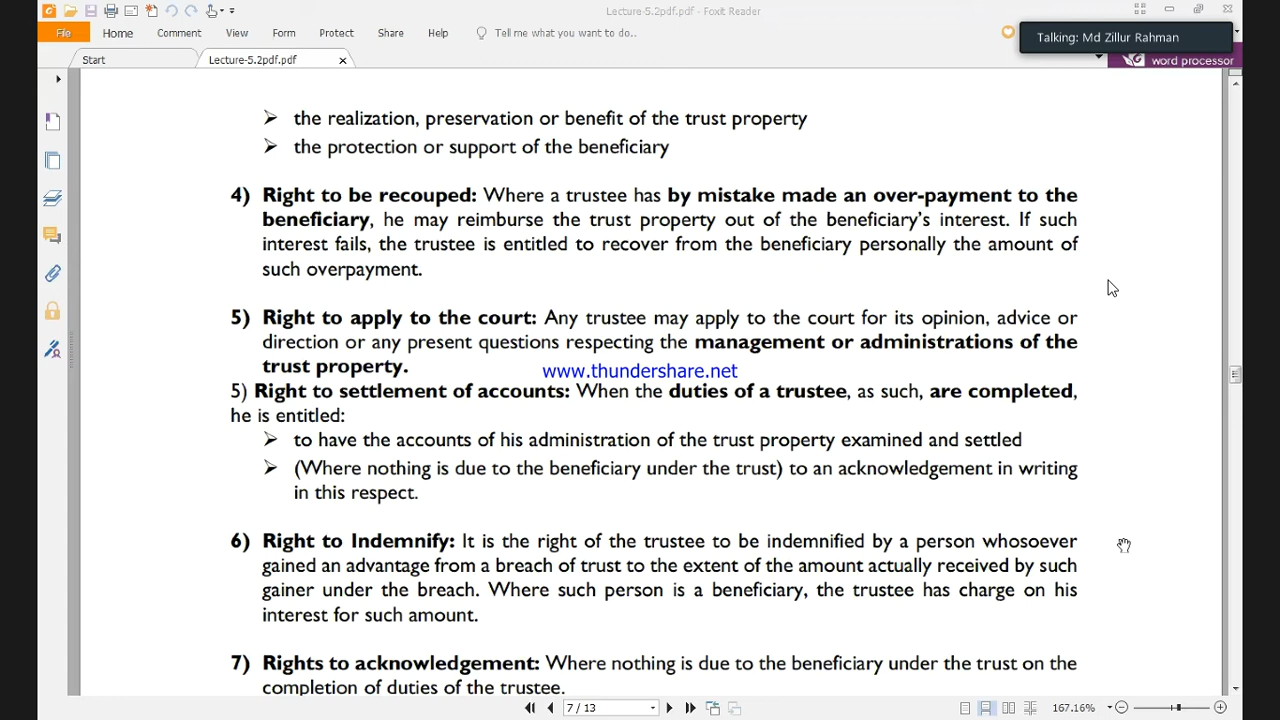 Lecture-5.2pdf.pdf - Foxit Reader
File Home Comment View Form Protect Share Help Tell me what you want to do..
Talking: Md Zillur Rahman
Start Lecture-5.2pdf.pdf
word processor
➢ the realization, preservation or benefit of the trust property
➢ the protection or support of the beneficiary
4) Right to be recouped: Where a trustee has by mistake made an over-payment to the
beneficiary, he may reimburse the trust property out of the beneficiary's interest. If such
interest fails, the trustee is entitled to recover from the beneficiary personally the amount of
such overpayment.
5) Right to apply to the court: Any trustee may apply to the court for its opinion, advice or
direction or any present questions respecting the management or administrations of the
trust property.
www.thundershare.net
5) Right to settlement of accounts: When the duties of a trustee, as such, are completed,
he is entitled:
➢ to have the accounts of his administration of the trust property examined and settled
➢ (Where nothing is due to the beneficiary under the trust) to an acknowledgement in writing
in this respect.
6) Right to Indemnify: It is the right of the trustee to be indemnified by a person whosoever
gained an advantage from a breach of trust to the extent of the amount actually received by such
gainer under the breach. Where such person is a beneficiary, the trustee has charge on his
interest for such amount.
7) Rights to acknowledgement: Where nothing is due to the beneficiary under the trust on the
completion of duties of the trustee.
7 / 13
167.16%